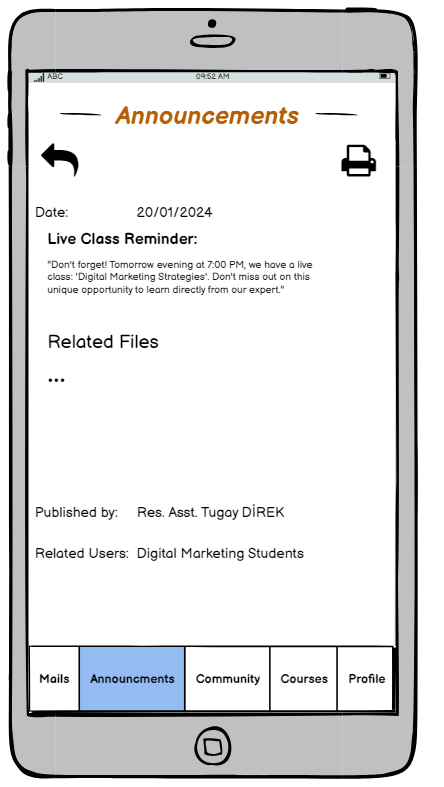 ABC 09:52 AM
Announcements
Date: 20/01/2024
Live Class Reminder:
"Don't forget! Tomorrow evening at 7:00 PM, we have a live
class: 'Digital Marketing Strategies'. Don't miss out on this
unique opportunity to learn directly from our expert."
Related Files
...
Published by: Res. Asst. Tugay DİREK
Related Users: Digital Marketing Students
Mails Announcments Community Courses Profile